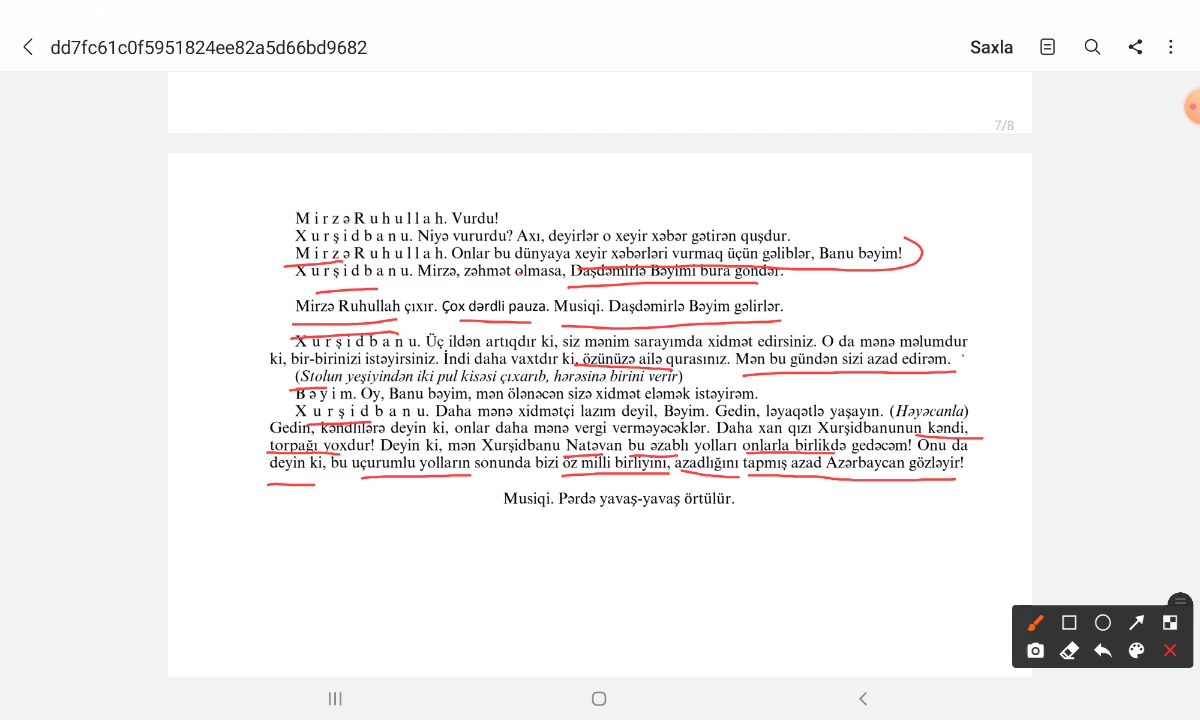 dd7fc61c0f5951824ee82a5d66bd9682
Saxla
7/8
M i r z ə R u h u l l a h. Vurdu!
X u r ş i d b a n u. Niyə vururdu? Axı, deyirlər o xeyir xəbər gətirən quşdur.
M i r z ə R u h u l l a h. Onlar bu dünyaya xeyir xəbərləri vurmaq üçün gəliblər, Banu bəyim!
X u r ş i d b a n u. Mirzə, zəhmət olmasa, Daşdəmirlə Bəyimi bura göndər.
Mirzə Ruhullah çıxır. Çox dərdli pauza. Musiqi. Daşdəmirlə Bəyim gəlirlər.
X u r ş i d b a n u. Üç ildən artıqdır ki, siz mənim sarayımda xidmət edirsiniz. O da mənə məlumdur
ki, bir-birinizi istəyirsiniz. İndi daha vaxtdır ki, özünüzə ailə qurasınız. Mən bu gündən sizi azad edirəm.
(Stolun yeşiyindən iki pul kisəsi çıxarıb, hərəsinə birini verir)
B ə y i m. Oy, Banu bəyim, mən ölənəcən sizə xidmət eləmək istəyirəm.
X u r ş i d b a n u. Daha mənə xidmətçi lazım deyil, Bəyim. Gedin, ləyaqətlə yaşayın. (Həyəcanla)
Gedin, kəndlilərə deyin ki, onlar daha mənə vergi verməyəcəklər. Daha xan qızı Xurşidbanunun kəndi,
torpağı yoxdur! Deyin ki, mən Xurşidbanu Natəvan bu əzablı yolları onlarla birlikdə gedəcəm! Onu da
deyin ki, bu uçurumlu yolların sonunda bizi öz milli birliyini, azadlığını tapmış azad Azərbaycan gözləyir!
Musiqi. Pərdə yavaş-yavaş örtülür.